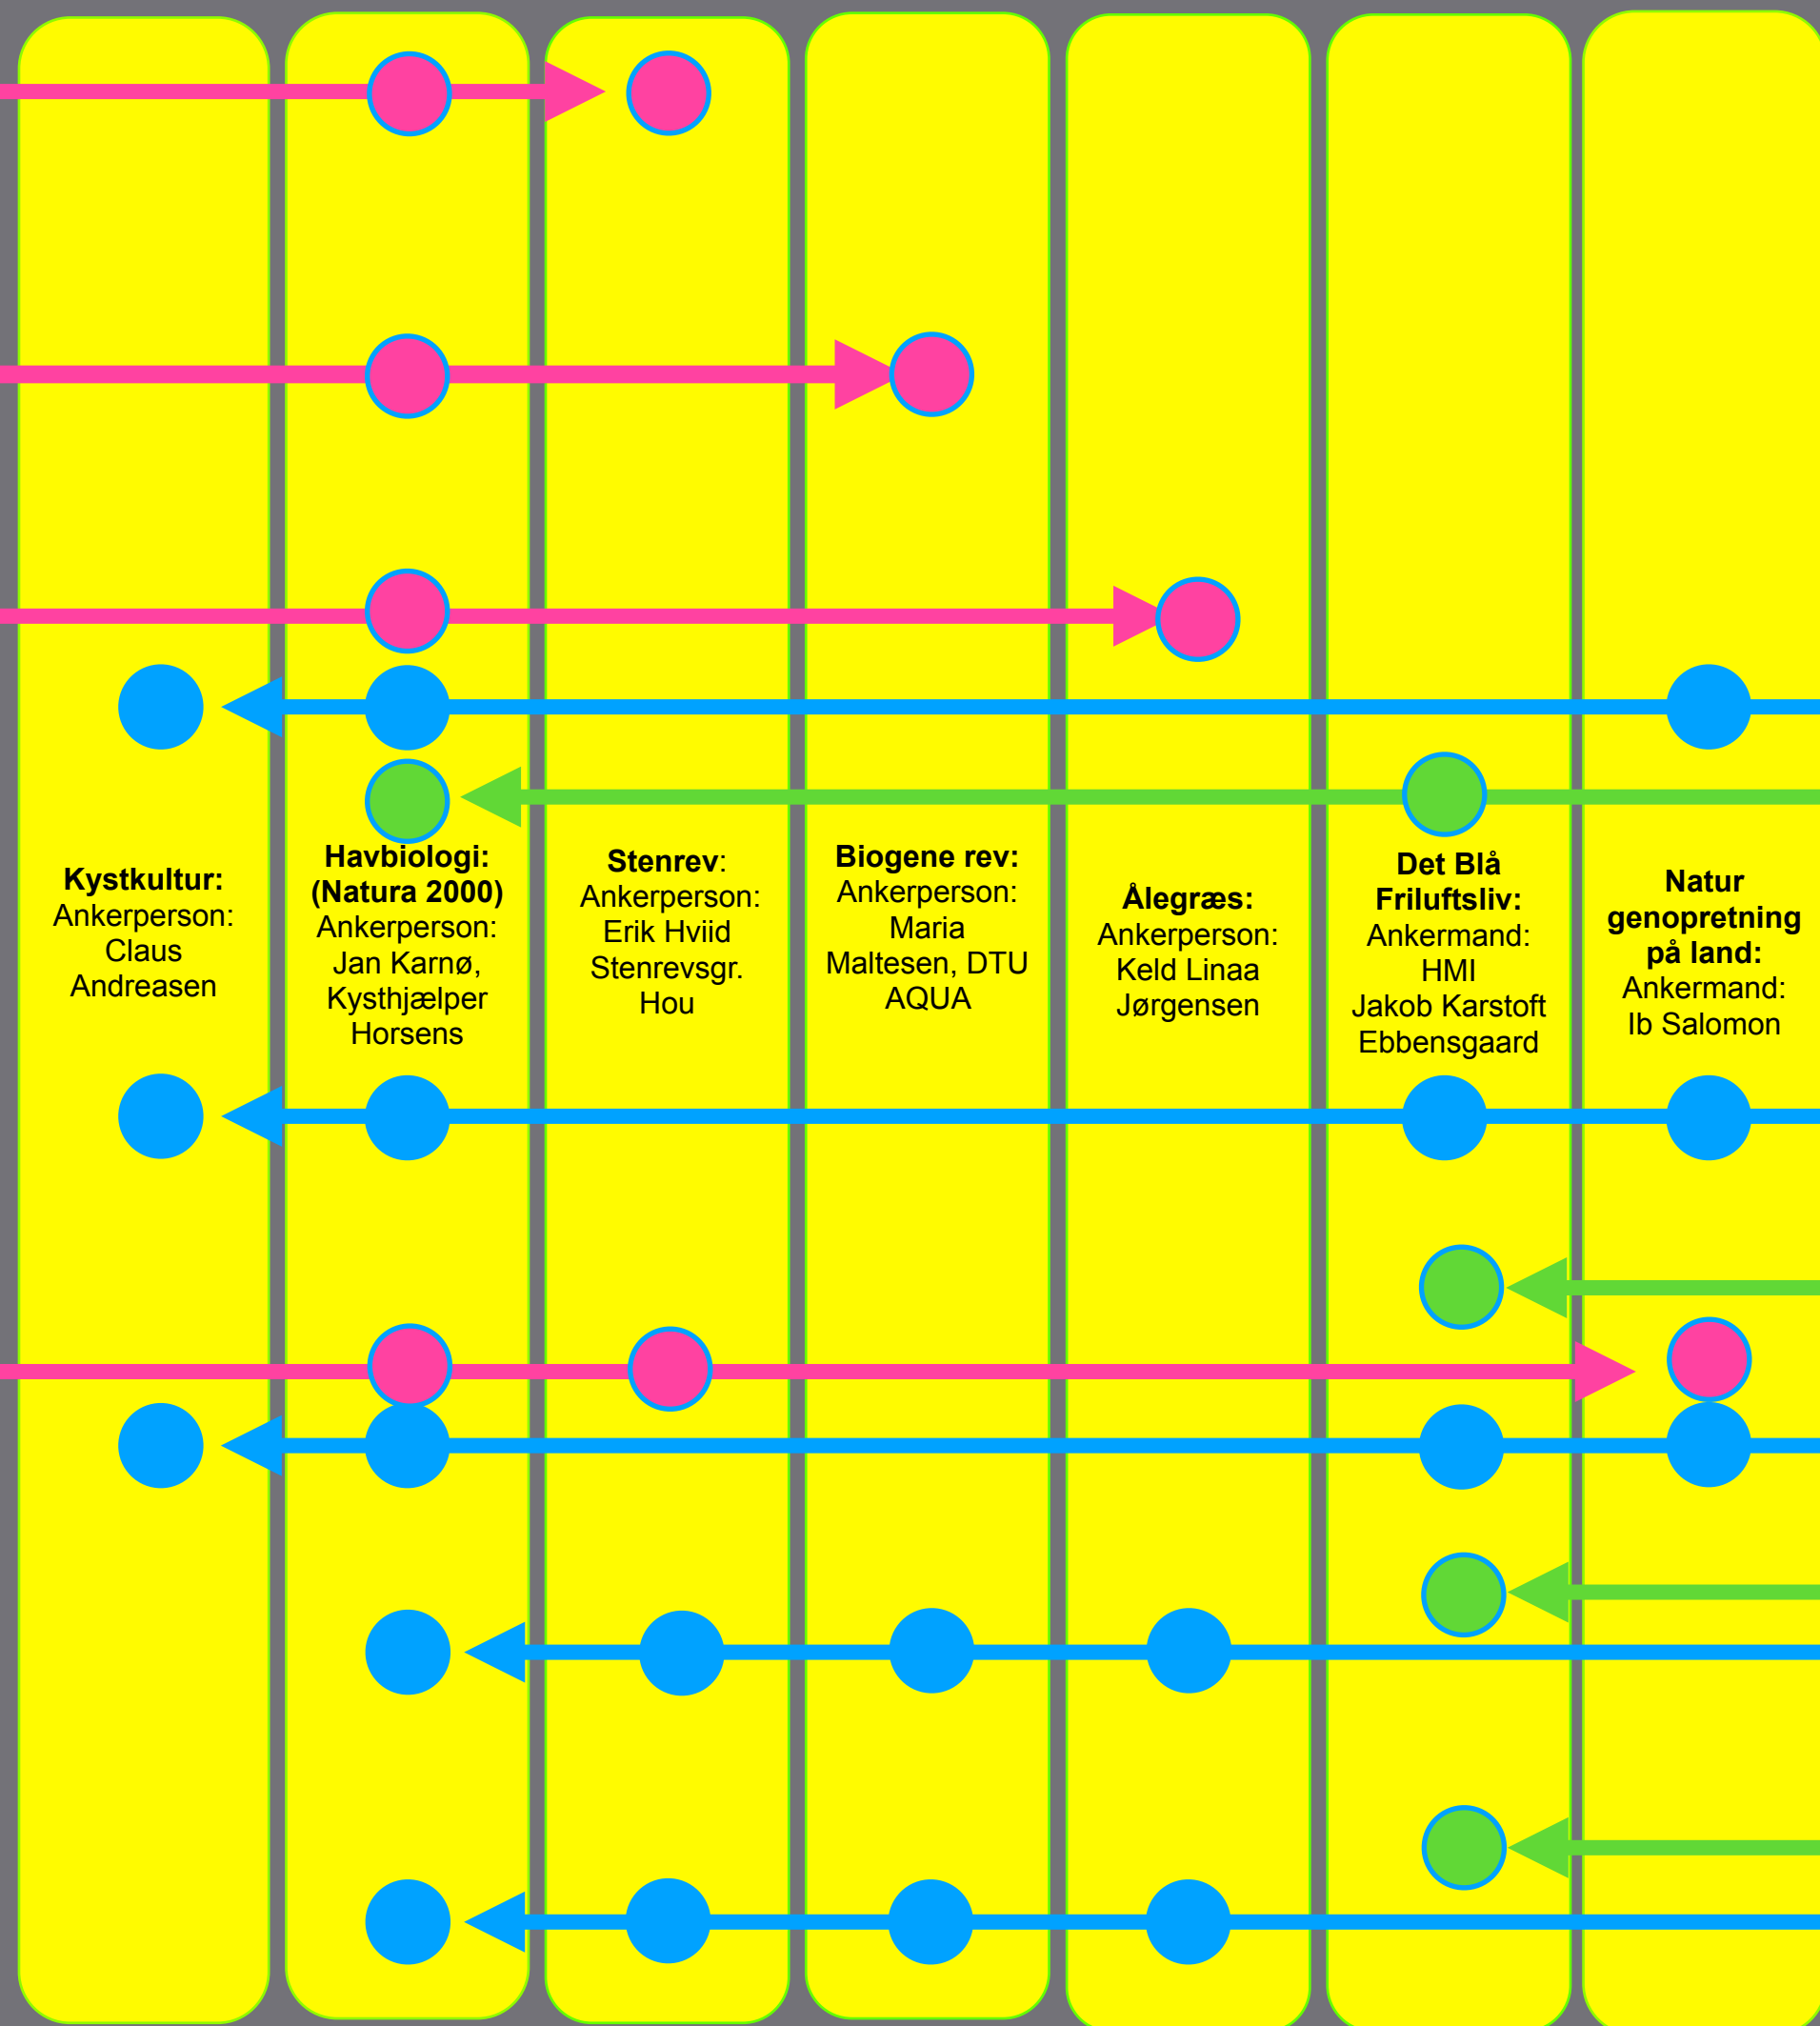 Kystkultur:
Ankerperson:
Claus
Andreasen
Havbiologi:
(Natura 2000)
Ankerperson:
Jan Karnø,
Kysthjælper
Horsens
Stenrev:
Ankerperson:
Erik Hviid
Stenrevsgr.
Hou
Biogene rev:
Ankerperson:
Maria
Maltesen, DTU
AQUA
Ålegræs:
Ankerperson:
Keld Linaa
Jørgensen
Det Blå
Friluftsliv:
Ankermand:
HMI
Jakob Karstoft
Ebbensgaard
Natur
genopretning
på land:
Ankermand:
Ib Salomon